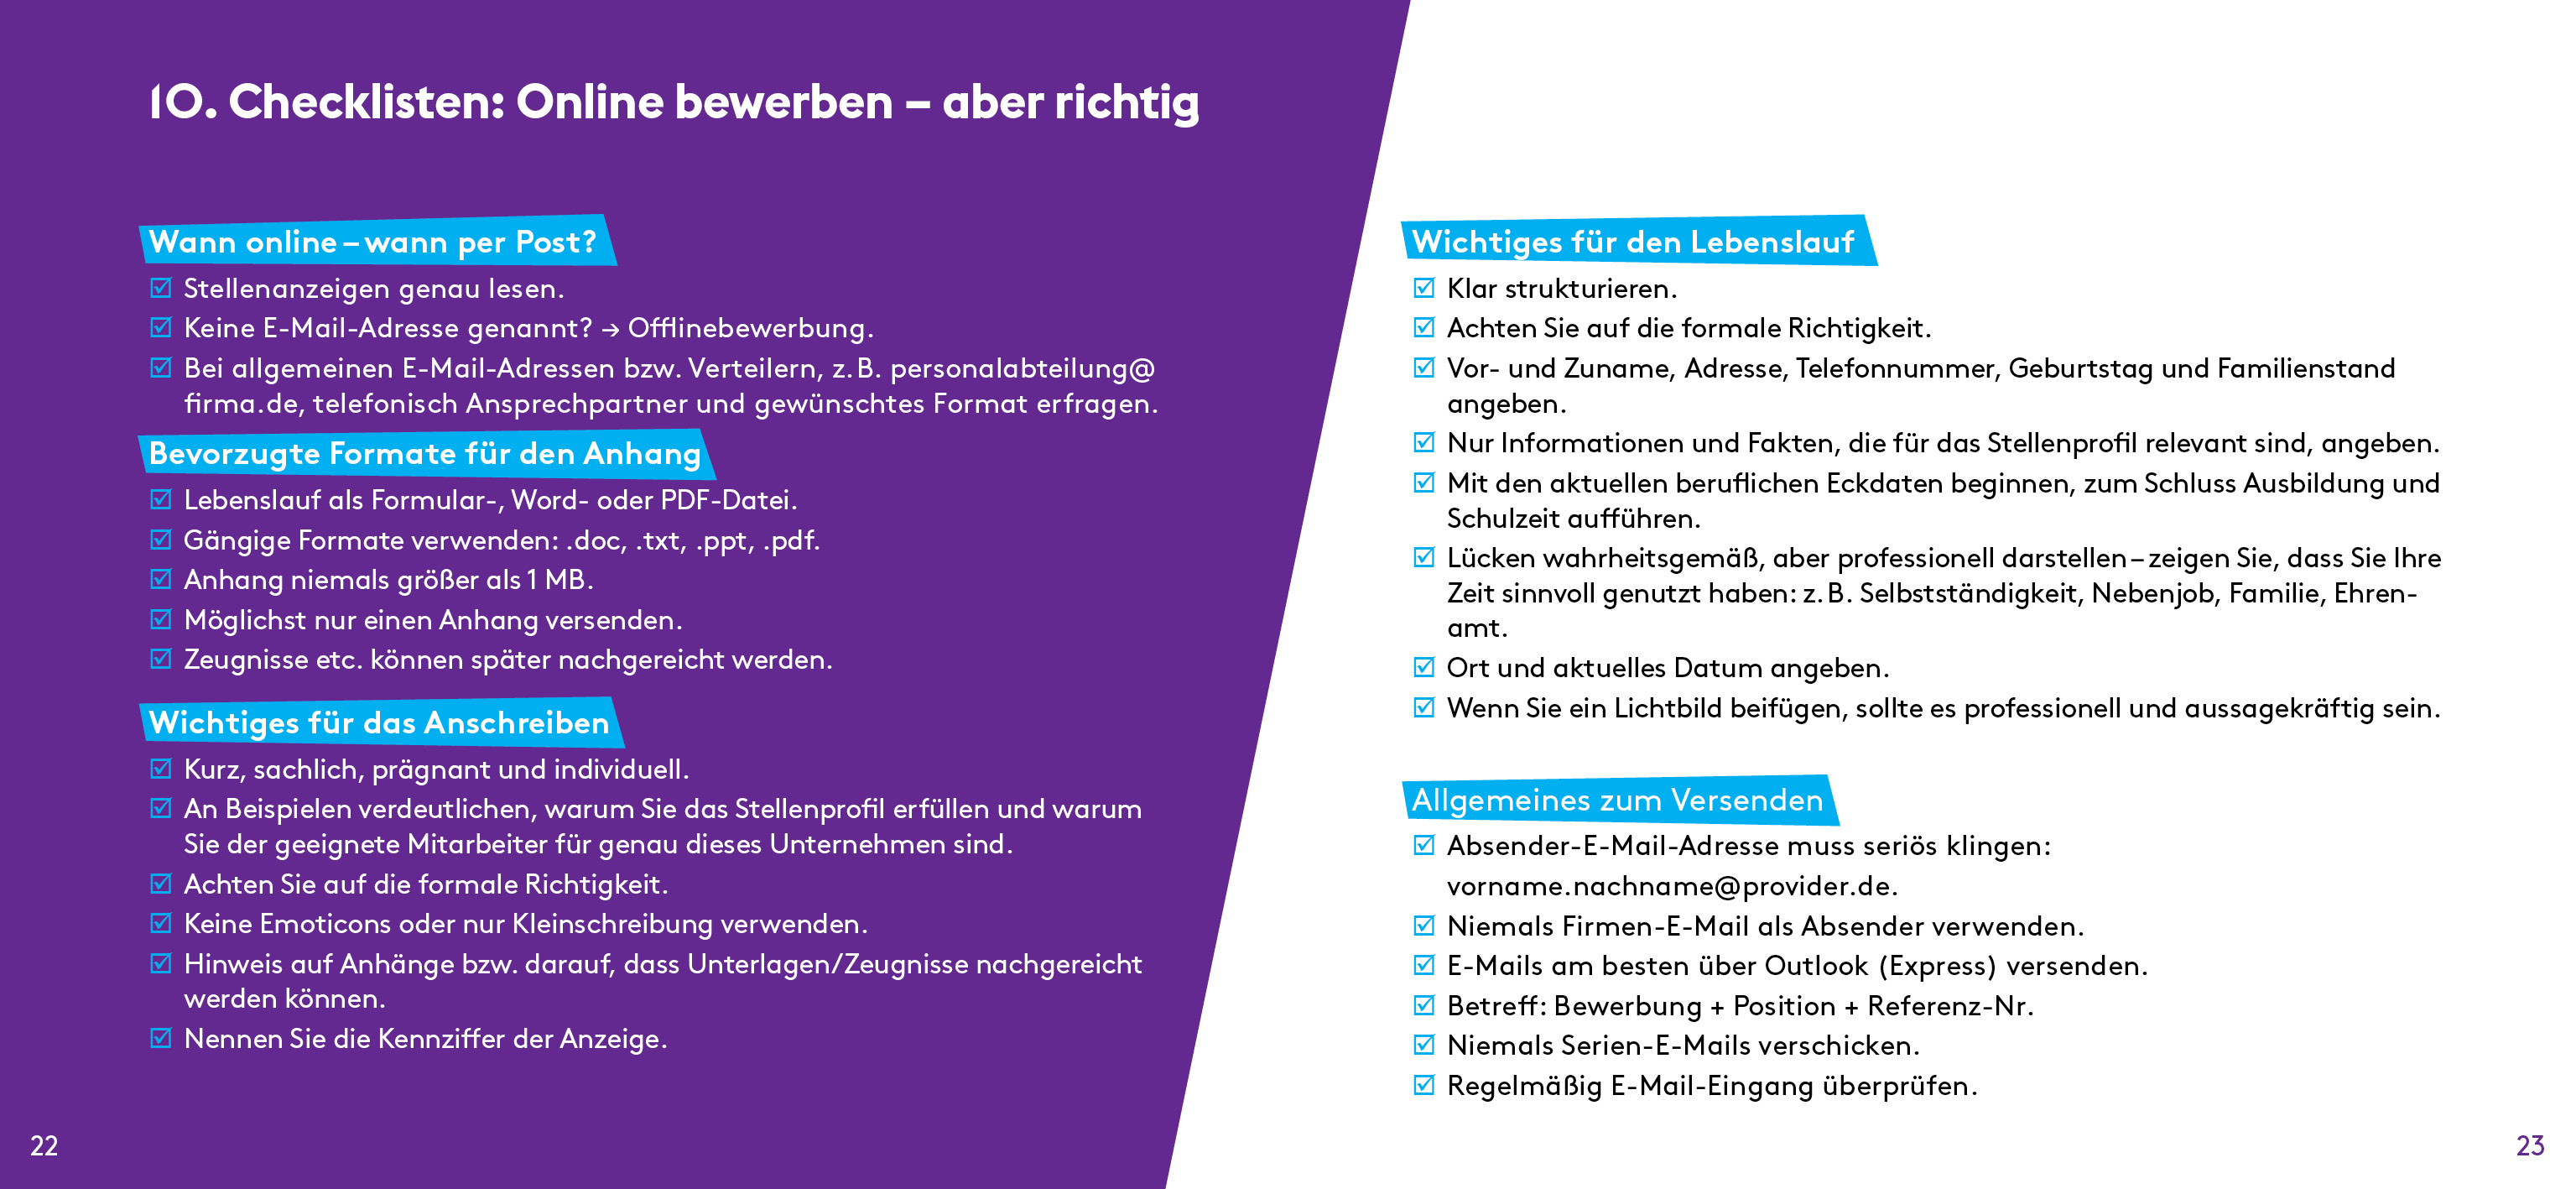 10. Checklisten: Online bewerben – aber richtig
Wann online – wann per Post?
☑ Stellenanzeigen genau lesen.
☑ Keine E-Mail-Adresse genannt? → Offlinebewerbung.
☑ Bei allgemeinen E-Mail-Adressen bzw. Verteilern, z. B. personalabteilung@
firma.de, telefonisch Ansprechpartner und gewünschtes Format erfragen.
Bevorzugte Formate für den Anhang
☑ Lebenslauf als Formular-, Word- oder PDF-Datei.
☑ Gängige Formate verwenden: .doc, .txt, .ppt, .pdf.
☑ Anhang niemals größer als 1 MB.
☑ Möglichst nur einen Anhang versenden.
☑ Zeugnisse etc. können später nachgereicht werden.
Wichtiges für das Anschreiben
☑ Kurz, sachlich, prägnant und individuell.
☑ An Beispielen verdeutlichen, warum Sie das Stellenprofil erfüllen und warum
Sie der geeignete Mitarbeiter für genau dieses Unternehmen sind.
☑ Achten Sie auf die formale Richtigkeit.
☑ Keine Emoticons oder nur Kleinschreibung verwenden.
☑ Hinweis auf Anhänge bzw. darauf, dass Unterlagen/Zeugnisse nachgereicht
werden können.
☑ Nennen Sie die Kennziffer der Anzeige.
22
Wichtiges für den Lebenslauf
☑ Klar strukturieren.
☑ Achten Sie auf die formale Richtigkeit.
☑ Vor- und Zuname, Adresse, Telefonnummer, Geburtstag und Familienstand
angeben.
☑ Nur Informationen und Fakten, die für das Stellenprofil relevant sind, angeben.
☑ Mit den aktuellen beruflichen Eckdaten beginnen, zum Schluss Ausbildung und
Schulzeit aufführen.
☑ Lücken wahrheitsgemäß, aber professionell darstellen – zeigen Sie, dass Sie Ihre
Zeit sinnvoll genutzt haben: z. B. Selbstständigkeit, Nebenjob, Familie, Ehren-
amt.
☑ Ort und aktuelles Datum angeben.
☑ Wenn Sie ein Lichtbild beifügen, sollte es professionell und aussagekräftig sein.
Allgemeines zum Versenden
☑ Absender-E-Mail-Adresse muss seriös klingen:
vorname.nachname@provider.de.
☑ Niemals Firmen-E-Mail als Absender verwenden.
☑ E-Mails am besten über Outlook (Express) versenden.
☑ Betreff: Bewerbung + Position + Referenz-Nr.
☑ Niemals Serien-E-Mails verschicken.
☑ Regelmäßig E-Mail-Eingang überprüfen.
23